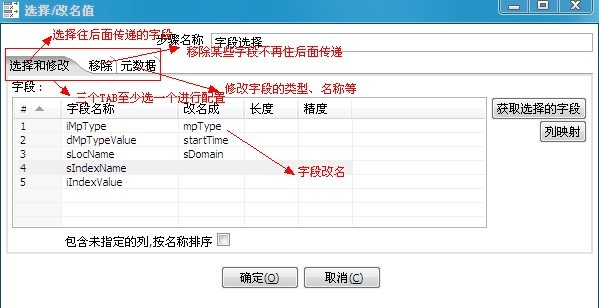 选择/改名值
选择往后面传递的字段
步骤名称 字段选择
移除某些字段不再往后面传递
选择和修改 移除 元数据
字段：
三个TAB至少选一个进行配置
修改字段的类型、名称等
# 字段名称 改名成 长度 精度
获取选择的字段
1 iMpType mpType
列映射
2 dMpTypeValue startTime
3 sLocName sDomain
4 sIndexName
字段改名
5 iIndexValue
包含未指定的列,按名称排序
确定(O) 取消(C)